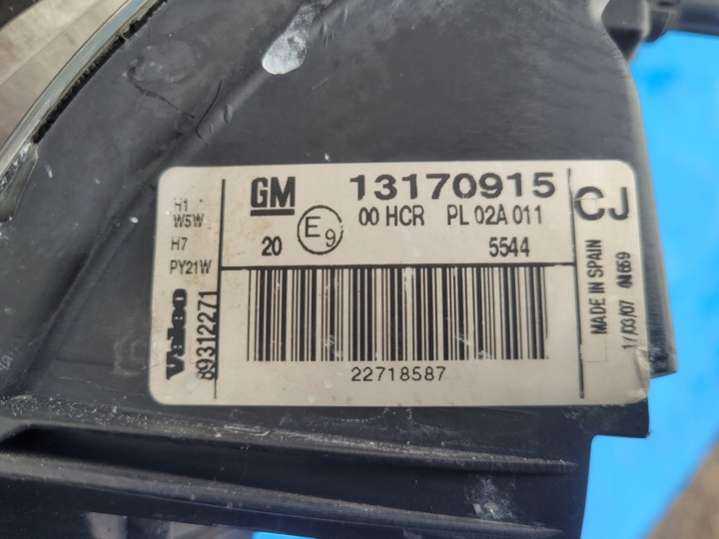 H1
W5W
H7
PY21W
Valeo
89312271
GM 13170915
00 HCR PL 02A 011
20 E9 5544
22718587
CJ
MADE IN SPAIN
17/03/07